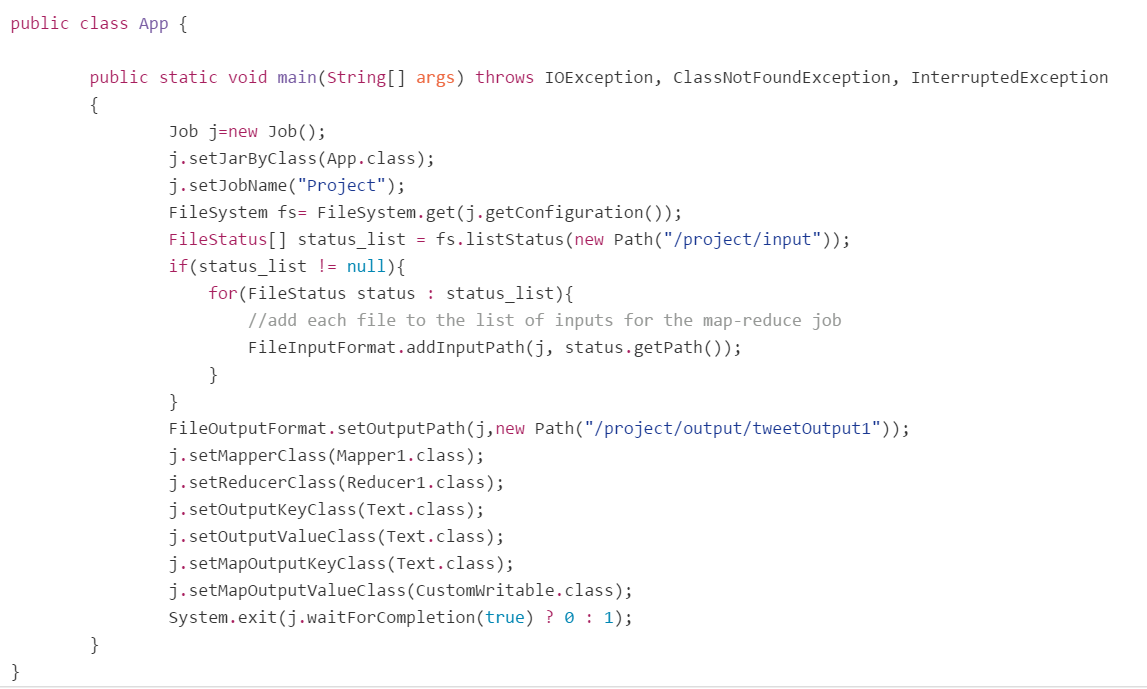 public class App {
public static void main(String[] args) throws IOException, ClassNotFoundException, InterruptedException
{
Job j=new Job();
j.setJarByClass(App.class);
j.setJobName("Project");
FileSystem fs= FileSystem.get(j.getConfiguration());
FileStatus[] status_list = fs.listStatus(new Path("/project/input"));
if(status_list != null){
for(FileStatus status : status_list){
//add each file to the list of inputs for the map-reduce job
FileInputFormat.addInputPath(j, status.getPath());
}
}
FileOutputFormat.setOutputPath(j,new Path("/project/output/tweetOutput1"));
j.setMapperClass(Mapper1.class);
j.setReducerClass(Reducer1.class);
j.setOutputKeyClass(Text.class);
j.setOutputValueClass(Text.class);
j.setMapOutputKeyClass(Text.class);
j.setMapOutputValueClass(CustomWritable.class);
System.exit(j.waitForCompletion(true) ? 0 : 1);
}
}